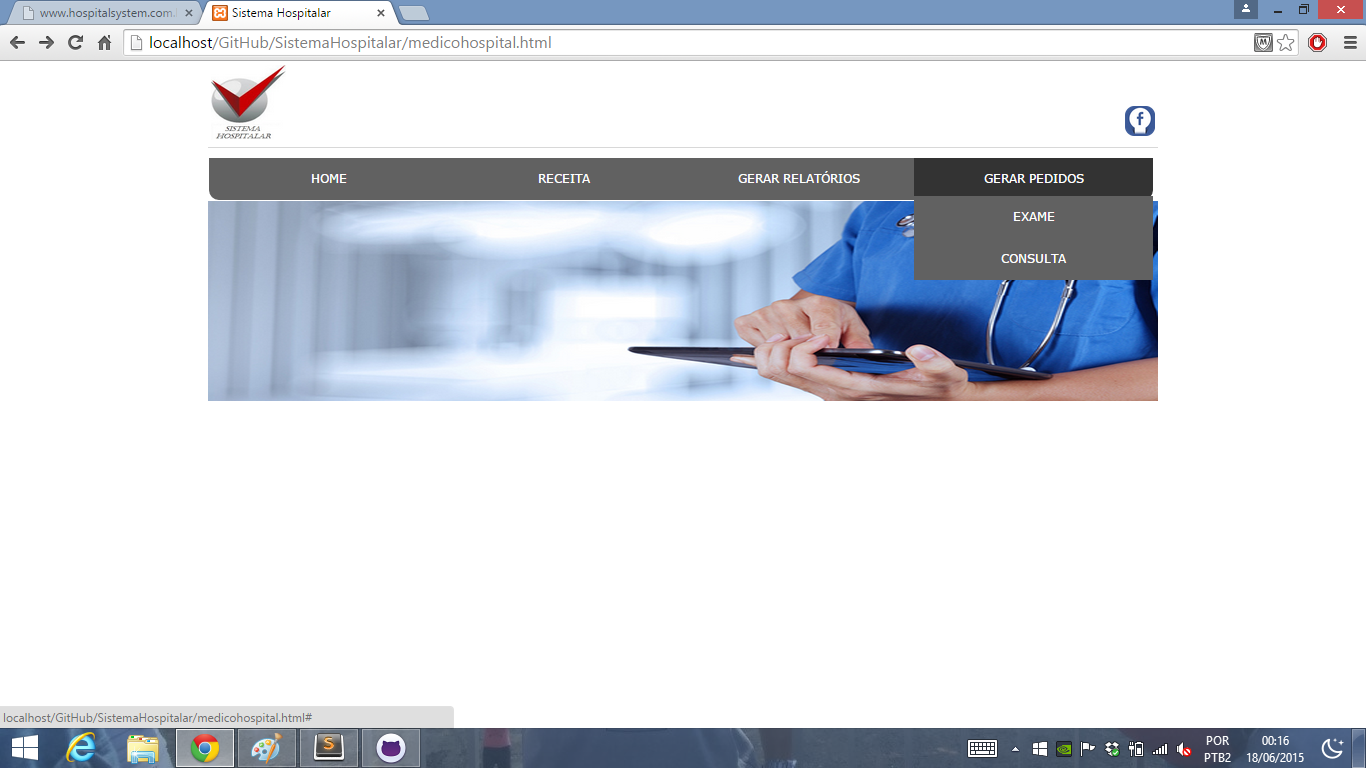 www.hospitalsystem.com.
Sistema Hospitalar
localhost/GitHub/SistemaHospitalar/medicohospital.html
SISTEMA
HOSPITALAR
f
HOME RECEITA GERAR RELATÓRIOS GERAR PEDIDOS
EXAME
CONSULTA
localhost/GitHub/SistemaHospitalar/medicohospital.html#
POR 00:16
PTB2 18/06/2015